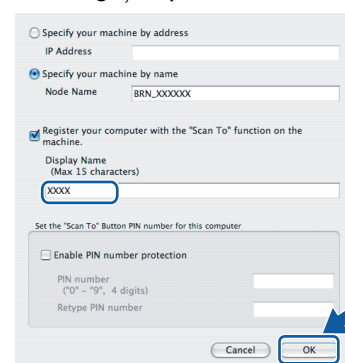 Specify your machine by address
IP Address
Specify your machine by name
Node Name BRN_XXXXXX
Register your computer with the "Scan To" function on the
machine.
Display Name
(Max 15 characters)
XXXX
Set the "Scan To" Button PIN number for this computer
Enable PIN number protection
PIN number
("0" – "9", 4 digits)
Retype PIN number
Cancel OK